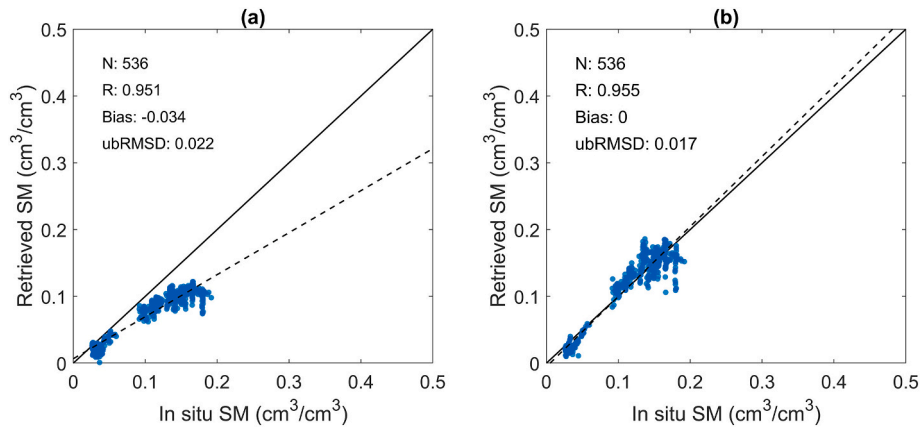 (a)
N: 536
R: 0.951
Bias: -0.034
ubRMSD: 0.022
Retrieved SM (cm³/cm³)
0.5
0.4
0.3
0.2
0.1
0
0 0.1 0.2 0.3 0.4 0.5
In situ SM (cm³/cm³)
(b)
N: 536
R: 0.955
Bias: 0
ubRMSD: 0.017
Retrieved SM (cm³/cm³)
0.5
0.4
0.3
0.2
0.1
0
0 0.1 0.2 0.3 0.4 0.5
In situ SM (cm³/cm³)